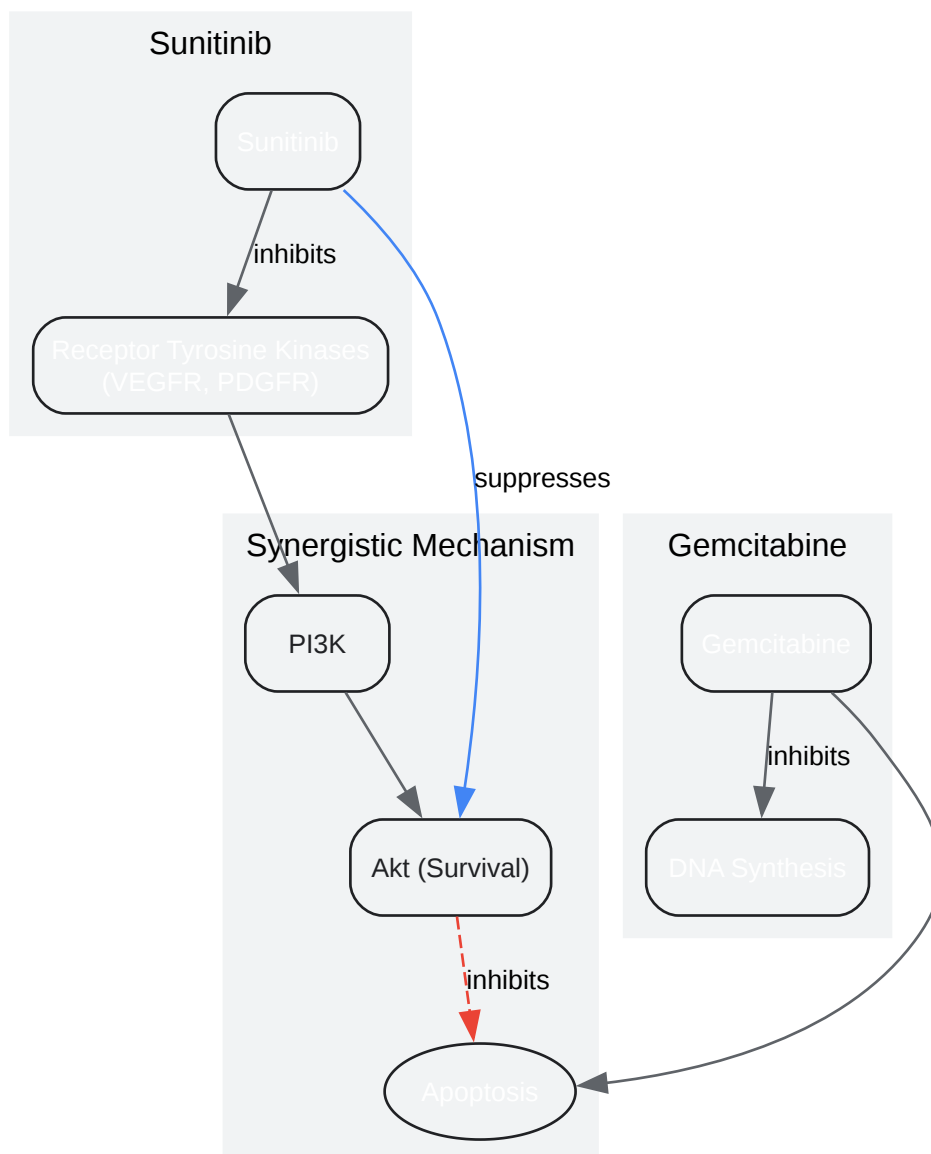 Sunitinib
Sunitinib
inhibits
Receptor Tyrosine Kinases
(VEGFR, PDGFR)
suppresses
Synergistic Mechanism
Gemcitabine
PI3K
Gemcitabine
inhibits
Akt (Survival)
DNA Synthesis
inhibits
Apoptosis